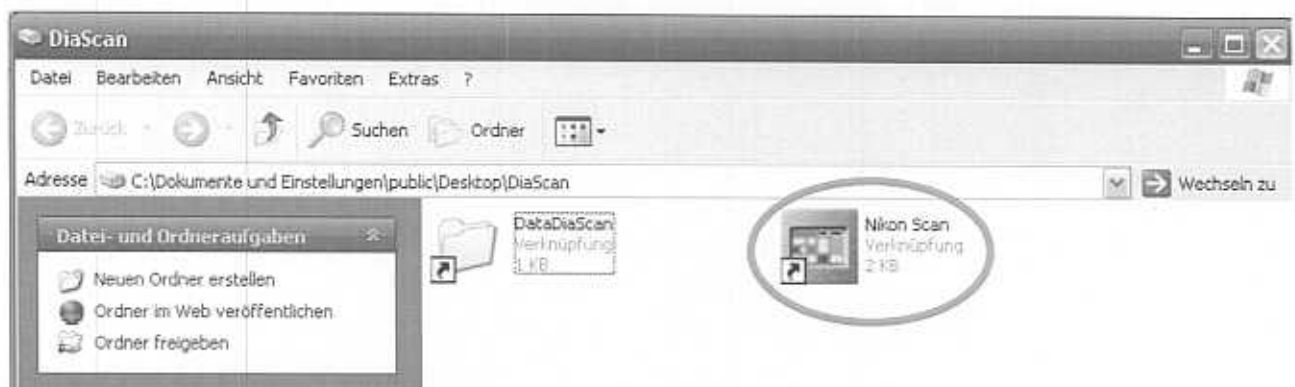 DiaScan
Datei Bearbeiten Ansicht Favoriten Extras ?
Zurück Suchen Ordner
Adresse C:\Dokumente und Einstellungen\public\Desktop\DiaScan Wechseln zu
Datei- und Ordneraufgaben
Neuen Ordner erstellen
Ordner im Web veröffentlichen
Ordner freigeben
DataDiaScan
Verknüpfung
1 KB
Nikon Scan
Verknüpfung
2 KB